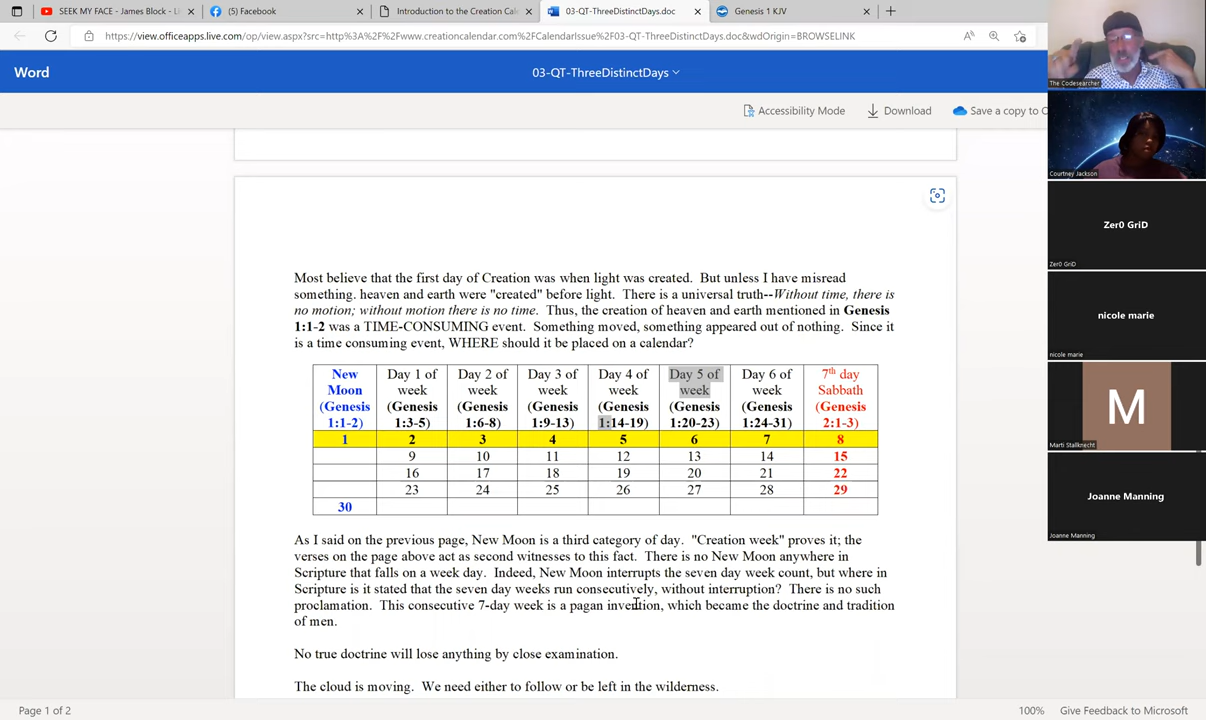 SEEK MY FACE - James Block - Li
(5) Facebook
Introduction to the Creation Cale
03-QT-ThreeDistinctDays.doc
Genesis 1 KJV
https://view.officeapps.live.com/op/view.aspx?src=http%3A%2F%2Fwww.creationcalendar.com%2FCalendarIssue%2F03-QT-ThreeDistinctDays.doc&wdOrigin=BROWSELINK
Word
03-QT-ThreeDistinctDays
Accessibility Mode
Download
Save a copy to O
The Codesearcher
Courtney Jackson
Zer0 GriD
Zer0 GriD
nicole marie
nicole marie
M
Marti Stallknecht
Joanne Manning
Joanne Manning
Most believe that the first day of Creation was when light was created. But unless I have misread
something. heaven and earth were "created" before light. There is a universal truth--Without time, there is
no motion; without motion there is no time. Thus, the creation of heaven and earth mentioned in Genesis
1:1-2 was a TIME-CONSUMING event. Something moved, something appeared out of nothing. Since it
is a time consuming event, WHERE should it be placed on a calendar?
New Moon (Genesis 1:1-2) Day 1 of week (Genesis 1:3-5) Day 2 of week (Genesis 1:6-8) Day 3 of week (Genesis 1:9-13) Day 4 of week (Genesis 1:14-19) Day 5 of week (Genesis 1:20-23) Day 6 of week (Genesis 1:24-31) 7th day Sabbath (Genesis 2:1-3)
1 2 3 4 5 6 7 8
9 10 11 12 13 14 15
16 17 18 19 20 21 22
23 24 25 26 27 28 29
30
As I said on the previous page, New Moon is a third category of day. "Creation week" proves it; the
verses on the page above act as second witnesses to this fact. There is no New Moon anywhere in
Scripture that falls on a week day. Indeed, New Moon interrupts the seven day week count, but where in
Scripture is it stated that the seven day weeks run consecutively, without interruption? There is no such
proclamation. This consecutive 7-day week is a pagan invention, which became the doctrine and tradition
of men.
No true doctrine will lose anything by close examination.
The cloud is moving. We need either to follow or be left in the wilderness.
Page 1 of 2
100%
Give Feedback to Microsoft